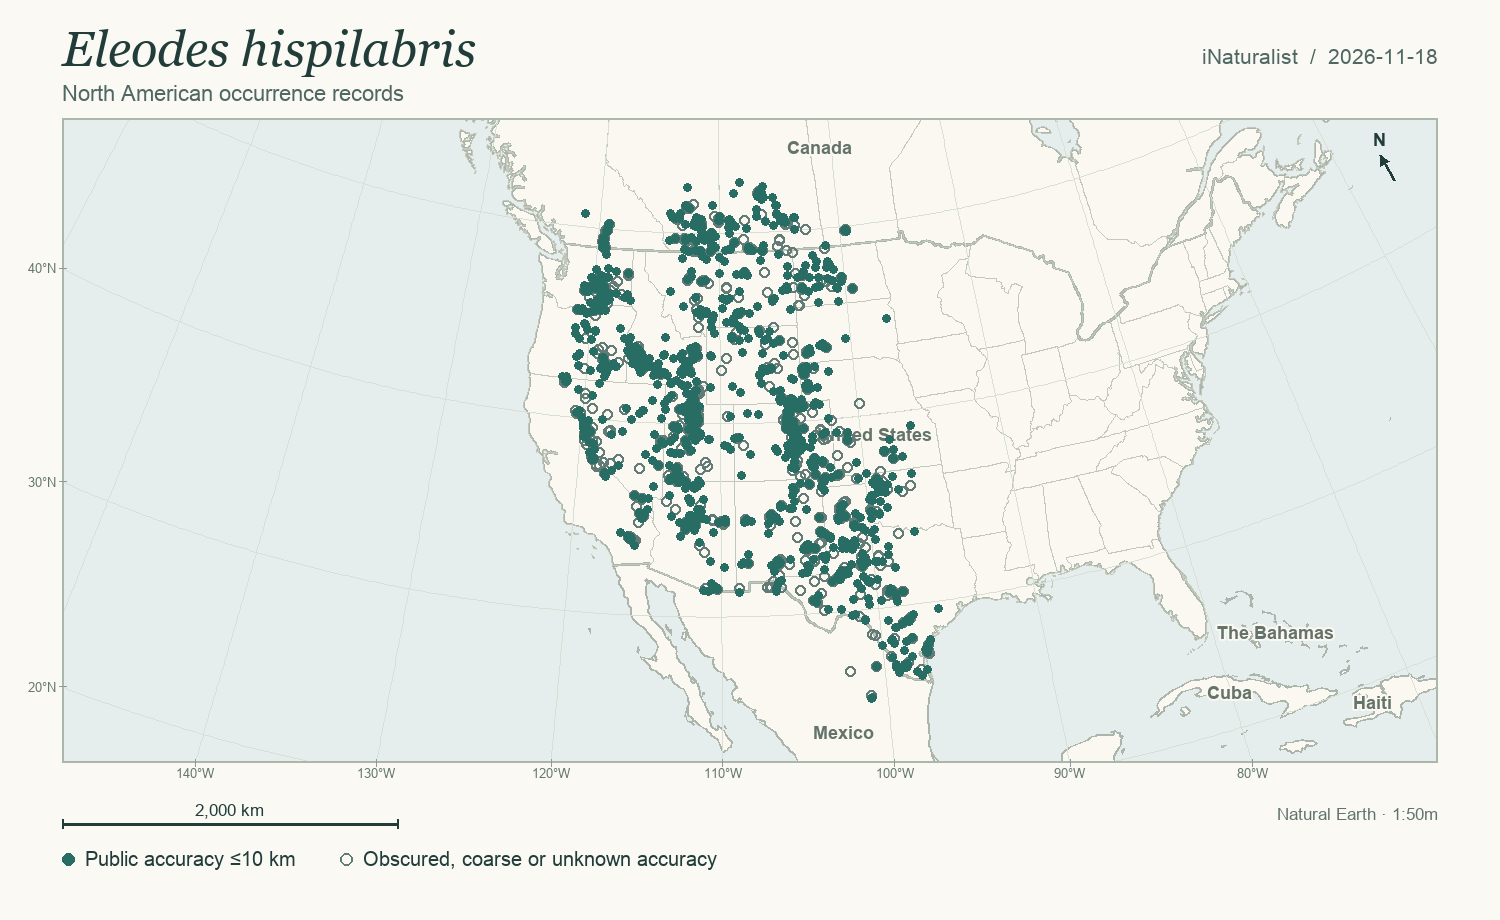 Eleodes hispilabris
North American occurrence records
iNaturalist / 2026-11-18
N
Canada
40°N
United States
30°N
The Bahamas
20°N
Cuba
Haiti
Mexico
140°W 130°W 120°W 110°W 100°W 90°W 80°W
2,000 km
Natural Earth · 1:50m
Public accuracy ≤10 km
Obscured, coarse or unknown accuracy